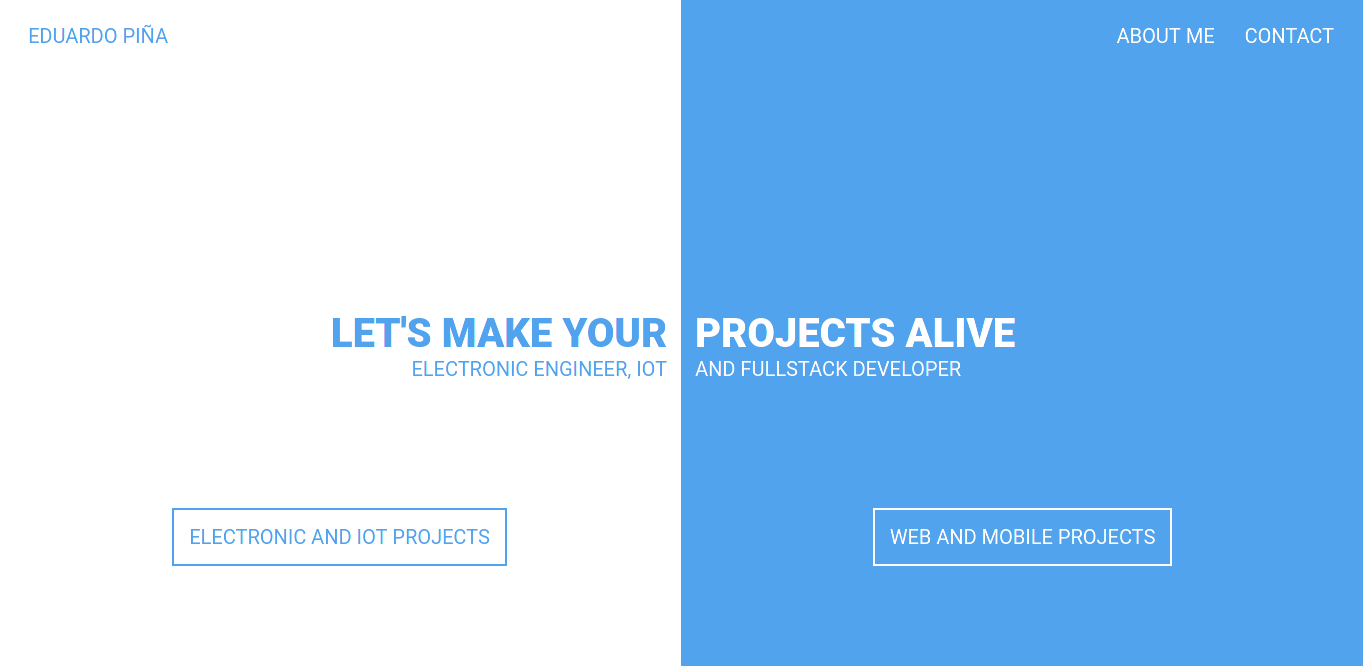 EDUARDO PIÑA ABOUT ME CONTACT
LET'S MAKE YOUR PROJECTS ALIVE
ELECTRONIC ENGINEER, IOT AND FULLSTACK DEVELOPER
ELECTRONIC AND IOT PROJECTS WEB AND MOBILE PROJECTS